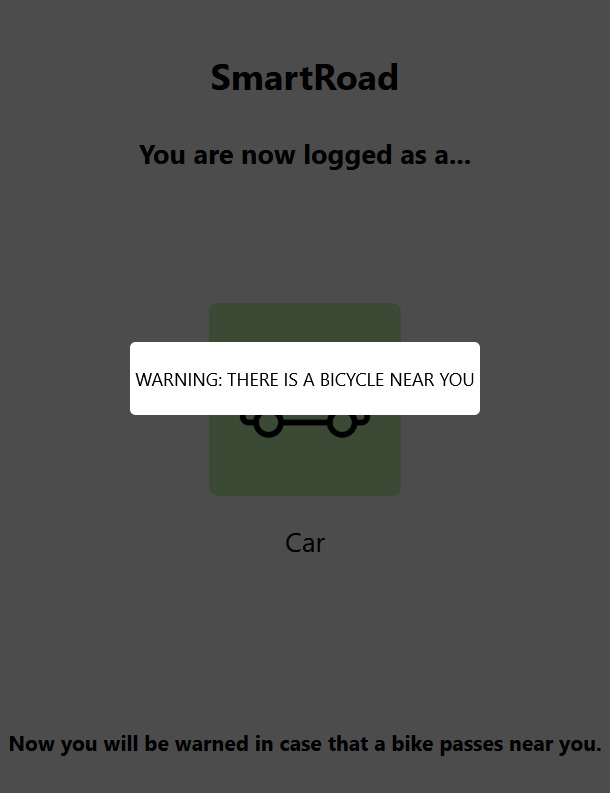 SmartRoad
You are now logged as a...
WARNING: THERE IS A BICYCLE NEAR YOU
Car
Now you will be warned in case that a bike passes near you.